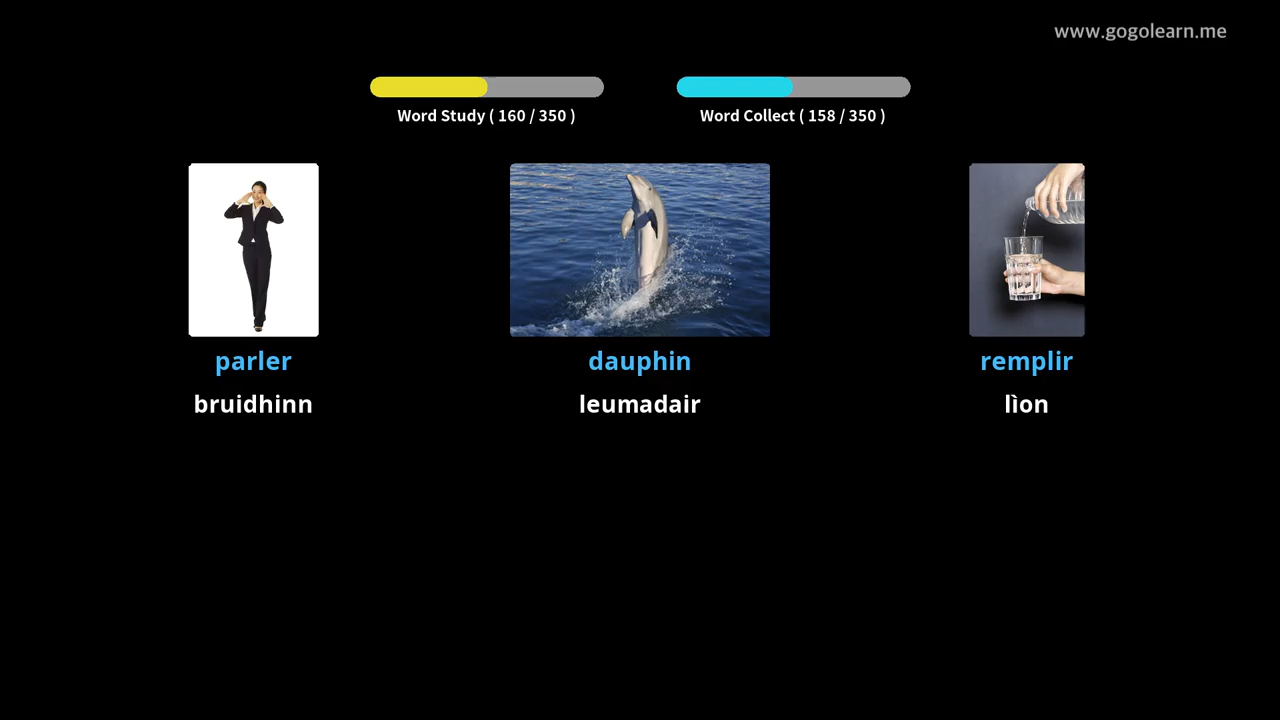 www.gogolearn.me
Word Study ( 160 / 350 )
Word Collect ( 158 / 350 )
parler
dauphin
remplir
bruidhinn
leumadair
lìon